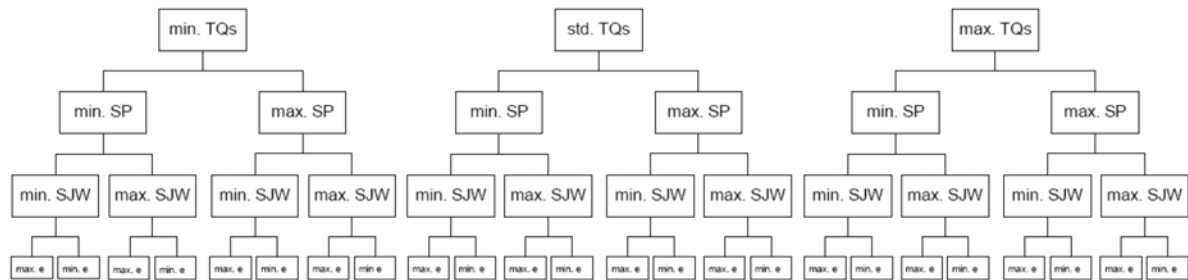 min. TQs std. TQs max. TQs
min. SP max. SP min. SP max. SP min. SP max. SP
min. SJW max. SJW min. SJW max. SJW min. SJW max. SJW min. SJW max. SJW min. SJW max. SJW min. SJW max. SJW
max. e min. e max. e min. e max. e min. e max. e min e max. e min. e max. e min. e max. e min. e max. e min. e max. e min. e max. e min. e max. e min. e max. e min. e